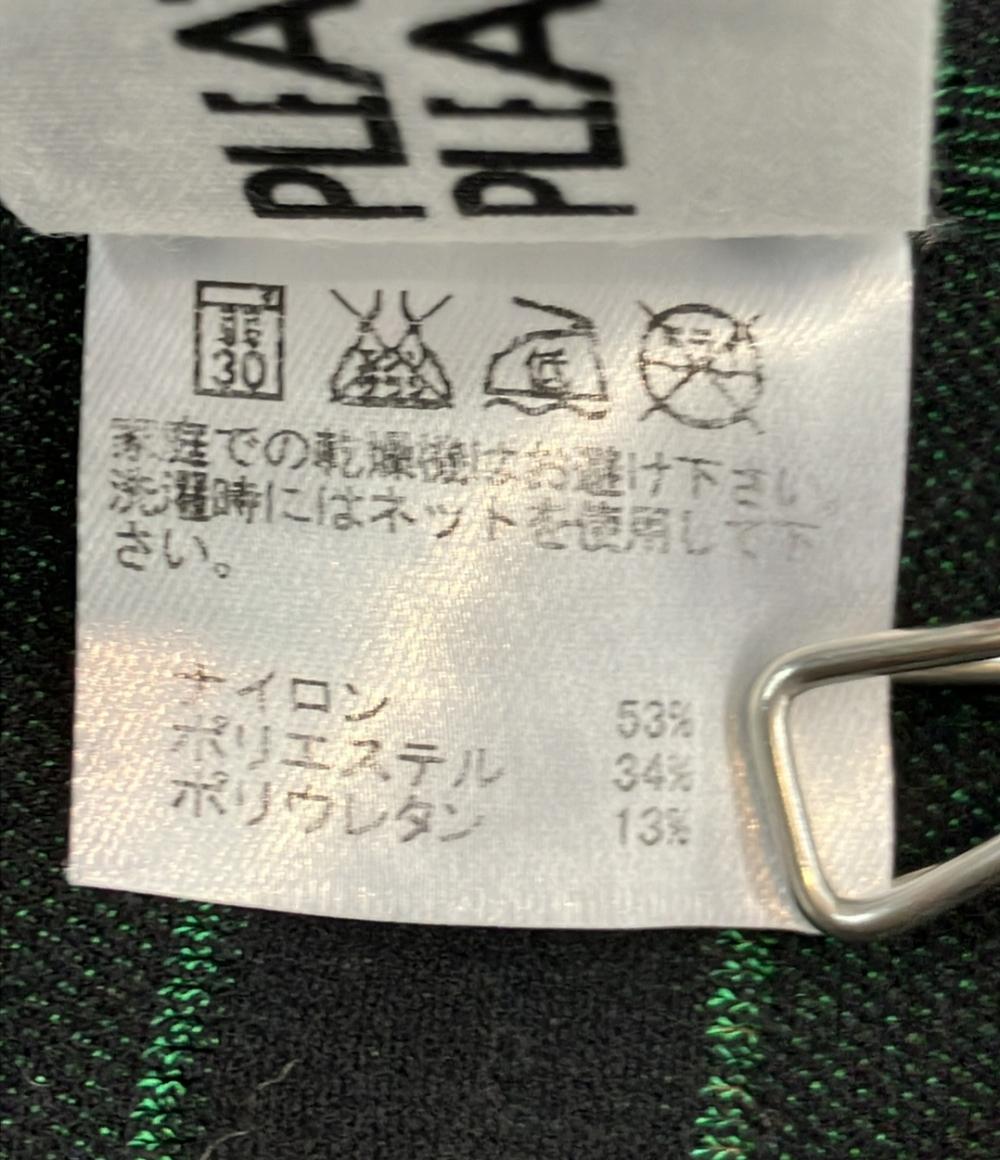 PLEA
PLEA
30
家庭での乾燥機はお避け下さい。
洗濯時にはネットを使用して下
さい。
ナイロン 53%
ポリエステル 34%
ポリウレタン 13%